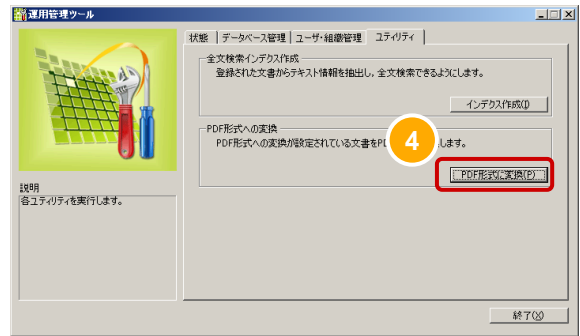 運用管理ツール
状態
データベース管理
ユーザ・組織管理
ユティリティ
全文検索インデクス作成
登録された文書からテキスト情報を抽出し、全文検索できるようにします。
インデクス作成(I)
PDF形式への変換
PDF形式への変換が設定されている文書をP
します。
4
PDF形式に変換(P)
説明
各ユティリティを実行します。
終了(X)